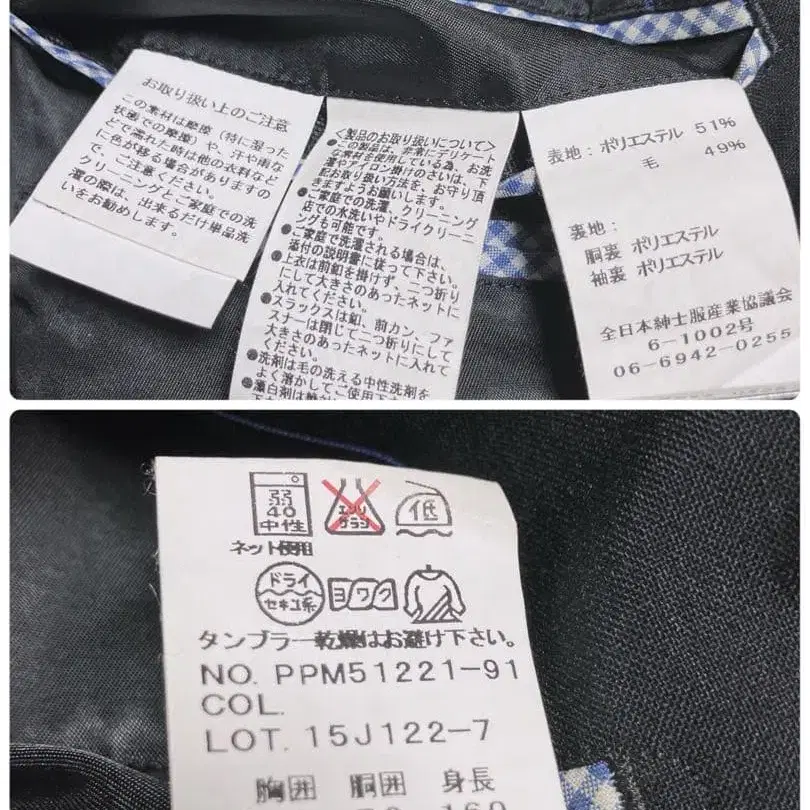 お取り扱い上のご注意
この素材は摩擦（特に湿った
状態での摩擦）や、汗や雨な
どで濡れた時は他の衣料など
に色が移る場合がありますの
で、ご注意ください。
クリーニングとご家庭での洗
濯の際は、出来るだけ単品洗
いをお勧めします。
<製品のお取り扱いについて>
●この製品は、非常にデリケート
素材を使用している為、お洗
濯やアイロン掛けのさいは、下
記お取り扱い方法を、お守り頂
きますようお願いします。
●ご家庭での洗濯、クリーニング
店での水洗いやドライクリーニ
ングも可能です。
●ご家庭で洗濯される場合は、
添付の説明書に従って下さい。
●上衣は前釦を掛けず、二つ折り
にして大きさのあったネットに
入れてください。
●スラックスは釦、前カン、ファ
スナーは閉じて二つ折りにして
大きさのあったネットに入れて
ください。
●洗剤は毛の洗える中性洗剤を
よく溶かしてご使用下さい
●漂白剤は
表地：ポリエステル 51%
毛 49%
裏地：
胴裏 ポリエステル
袖裏 ポリエステル
全日本紳士服産業協議会
6-1002号
06-6942-0255
弱
40
中性
エンソ
サラシ
低
ネット使用
ドライ
セキユ系
ヨワク
タンブラー乾燥はお避け下さい。
NO. PPM51221-91
COL.
LOT. 15J122-7
胸囲 胴囲 身長